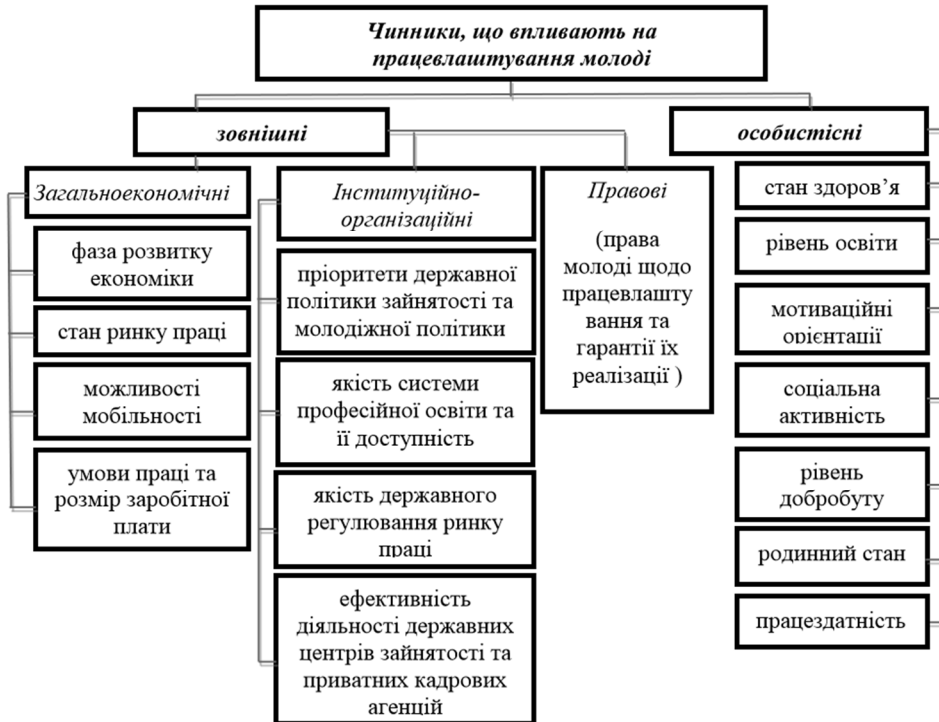 Чинники, що впливають на
працевлаштування молоді
зовнішні
особистісні
Загальноекономічні
фаза розвитку
економіки
стан ринку праці
можливості
мобільності
умови праці та
розмір заробітної
плати
Інституційно-
організаційні
пріоритети державної
політики зайнятості та
молодіжної політики
якість системи
професійної освіти та
її доступність
якість державного
регулювання ринку
праці
ефективність
діяльності державних
центрів зайнятості та
приватних кадрових
агенцій
Правові
(права
молоді щодо
працевлашту
вання та
гарантії їх
реалізації )
стан здоров’я
рівень освіти
мотиваційні
орієнтації
соціальна
активність
рівень
добробуту
родинний стан
працездатність